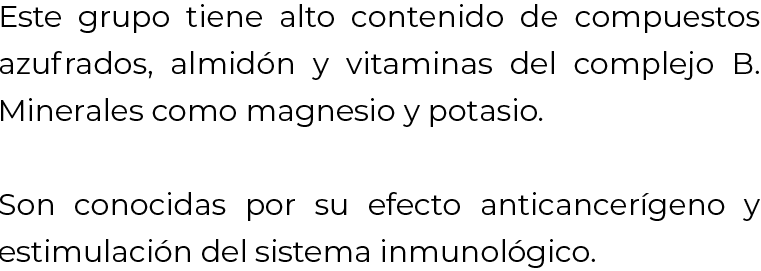 Este grupo tiene alto contenido de compuestos
azufrados, almidón y vitaminas del complejo B.
Minerales como magnesio y potasio.
Son conocidas por su efecto anticancerígeno y
estimulación del sistema inmunológico.